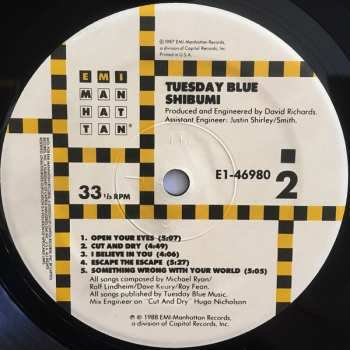 ℗ 1987 EMI-Manhattan Records,
a division of Capitol Records, Inc.
Printed in U.S.A.
EMI
MAN
HAT
TAN®
TUESDAY BLUE
SHIBUMI
Produced and Engineered by David Richards.
Assistant Engineer: Justin Shirley/Smith.
33 1/3 RPM
E1-46980
2
1. OPEN YOUR EYES (5:07)
2. CUT AND DRY (4:49)
3. I BELIEVE IN YOU (4:06)
4. ESCAPE THE ESCAPE (5:27)
5. SOMETHING WRONG WITH YOUR WORLD (5:05)
All songs composed by Michael Ryan/
Rolf Lindheim/Dave Keary/Ray Fean.
All songs published by Tuesday Blue Music.
Mix Engineer on "Cut And Dry" Hugo Nicholson
℗ © 1988 EMI-Manhattan Records,
a division of Capitol Records, Inc.